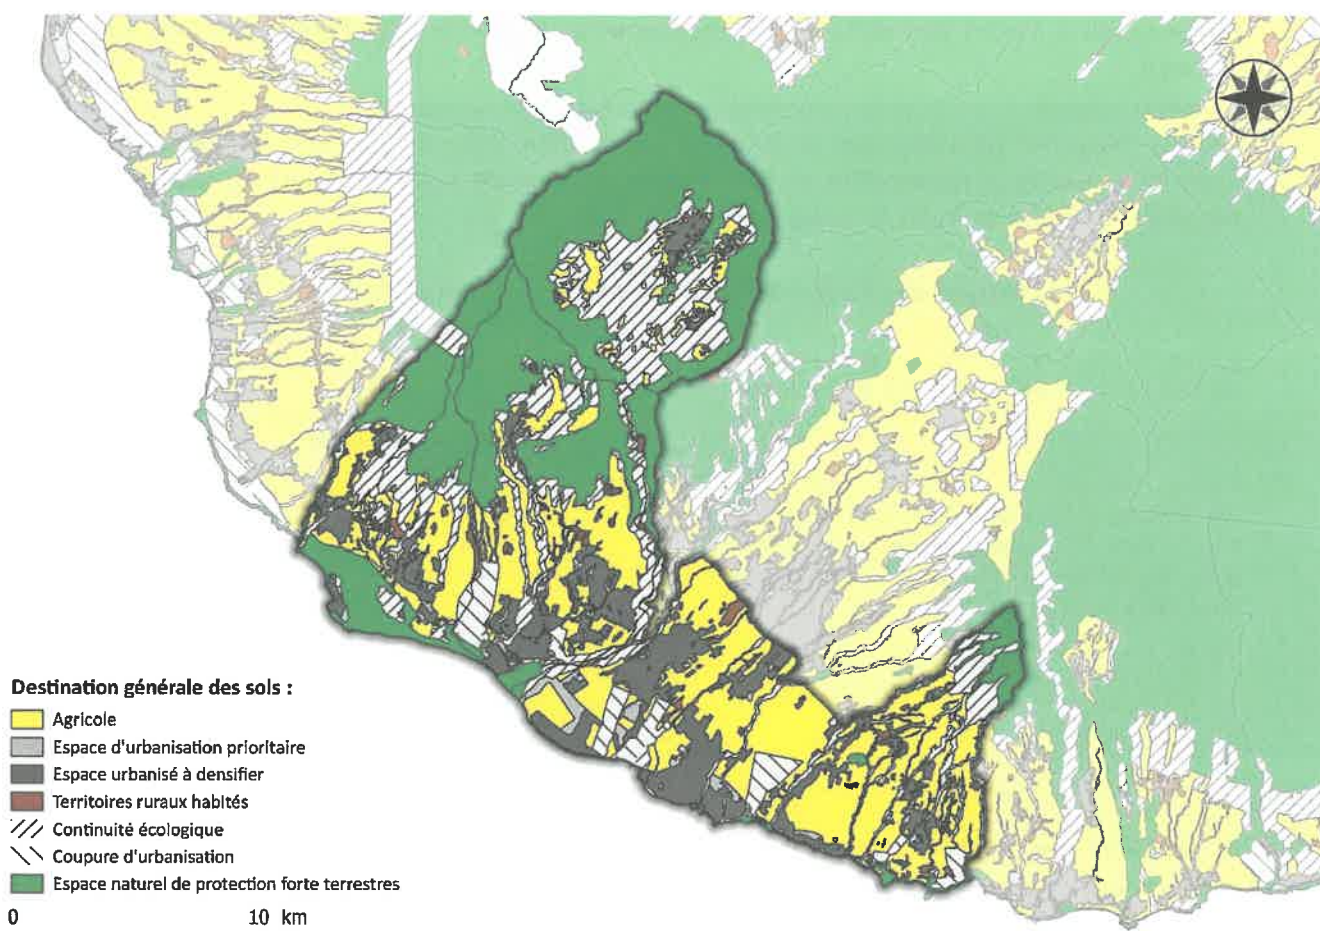 Destination générale des sols :
Agricole
Espace d'urbanisation prioritaire
Espace urbanisé à densifier
Territoires ruraux habités
Continuité écologique
Coupure d'urbanisation
Espace naturel de protection forte terrestres
0 10 km